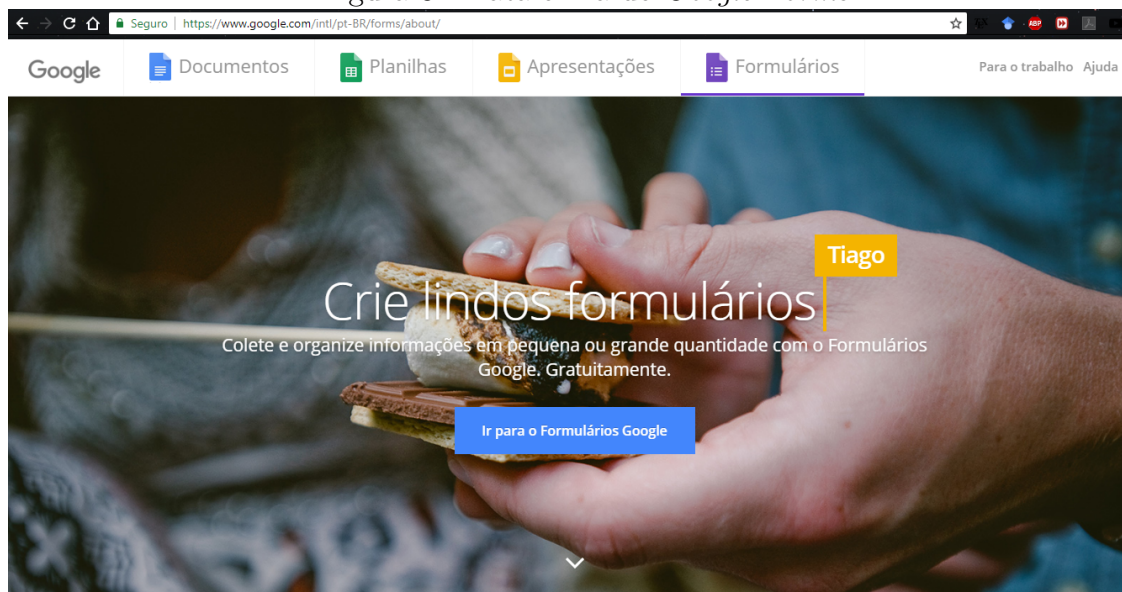 Seguro | https://www.google.com/intl/pt-BR/forms/about/
Google Documentos Planilhas Apresentações Formulários Para o trabalho Ajuda
Tiago
Crie lindos formulários
Colete e organize informações em pequena ou grande quantidade com o Formulários
Google. Gratuitamente.
Ir para o Formulários Google